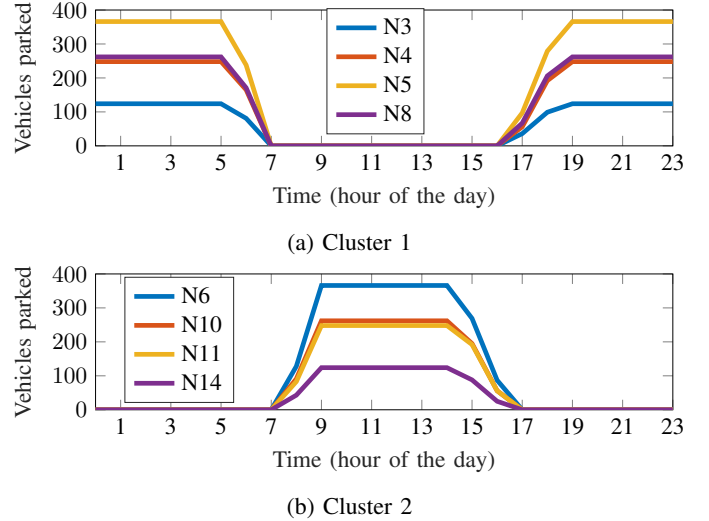 400
300
200
100
0
Vehicles parked
N3
N4
N5
N8
1 3 5 7 9 11 13 15 17 19 21 23
Time (hour of the day)
(a) Cluster 1
400
300
200
100
0
Vehicles parked
N6
N10
N11
N14
1 3 5 7 9 11 13 15 17 19 21 23
Time (hour of the day)
(b) Cluster 2